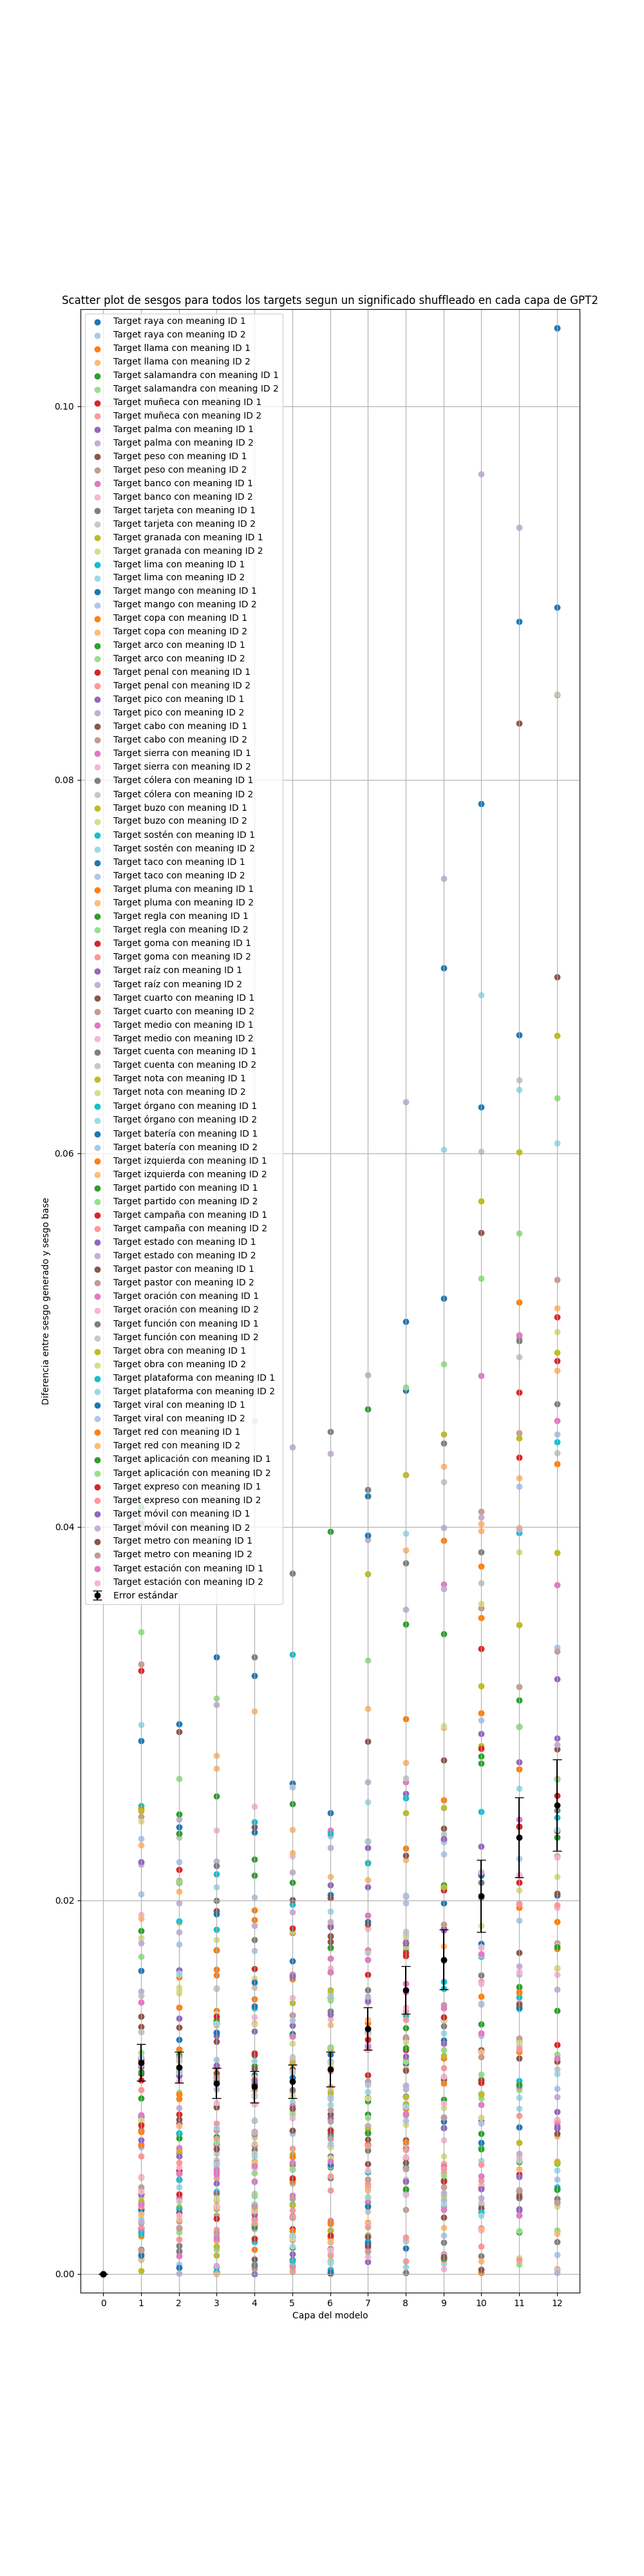 Scatter plot de sesgos para todos los targets segun un significado shuffleado en cada capa de GPT2
Target raya con meaning ID 1
Target raya con meaning ID 2
Target llama con meaning ID 1
Target llama con meaning ID 2
Target salamandra con meaning ID 1
Target salamandra con meaning ID 2
Target muñeca con meaning ID 1
Target muñeca con meaning ID 2
Target palma con meaning ID 1
Target palma con meaning ID 2
Target peso con meaning ID 1
Target peso con meaning ID 2
Target banco con meaning ID 1
Target banco con meaning ID 2
Target tarjeta con meaning ID 1
Target tarjeta con meaning ID 2
Target granada con meaning ID 1
Target granada con meaning ID 2
Target lima con meaning ID 1
Target lima con meaning ID 2
Target mango con meaning ID 1
Target mango con meaning ID 2
Target copa con meaning ID 1
Target copa con meaning ID 2
Target arco con meaning ID 1
Target arco con meaning ID 2
Target penal con meaning ID 1
Target penal con meaning ID 2
Target pico con meaning ID 1
Target pico con meaning ID 2
Target cabo con meaning ID 1
Target cabo con meaning ID 2
Target sierra con meaning ID 1
Target sierra con meaning ID 2
Target cólera con meaning ID 1
Target cólera con meaning ID 2
Target buzo con meaning ID 1
Target buzo con meaning ID 2
Target sostén con meaning ID 1
Target sostén con meaning ID 2
Target taco con meaning ID 1
Target taco con meaning ID 2
Target pluma con meaning ID 1
Target pluma con meaning ID 2
Target regla con meaning ID 1
Target regla con meaning ID 2
Target goma con meaning ID 1
Target goma con meaning ID 2
Target raíz con meaning ID 1
Target raíz con meaning ID 2
Target cuarto con meaning ID 1
Target cuarto con meaning ID 2
Target medio con meaning ID 1
Target medio con meaning ID 2
Target cuenta con meaning ID 1
Target cuenta con meaning ID 2
Target nota con meaning ID 1
Target nota con meaning ID 2
Target órgano con meaning ID 1
Target órgano con meaning ID 2
Target batería con meaning ID 1
Target batería con meaning ID 2
Target izquierda con meaning ID 1
Target izquierda con meaning ID 2
Target partido con meaning ID 1
Target partido con meaning ID 2
Target campaña con meaning ID 1
Target campaña con meaning ID 2
Target estado con meaning ID 1
Target estado con meaning ID 2
Target pastor con meaning ID 1
Target pastor con meaning ID 2
Target oración con meaning ID 1
Target oración con meaning ID 2
Target función con meaning ID 1
Target función con meaning ID 2
Target obra con meaning ID 1
Target obra con meaning ID 2
Target plataforma con meaning ID 1
Target plataforma con meaning ID 2
Target viral con meaning ID 1
Target viral con meaning ID 2
Target red con meaning ID 1
Target red con meaning ID 2
Target aplicación con meaning ID 1
Target aplicación con meaning ID 2
Target expreso con meaning ID 1
Target expreso con meaning ID 2
Target móvil con meaning ID 1
Target móvil con meaning ID 2
Target metro con meaning ID 1
Target metro con meaning ID 2
Target estación con meaning ID 1
Target estación con meaning ID 2
Error estándar
Diferencia entre sesgo generado y sesgo base
0.10
0.08
0.06
0.04
0.02
0.00
0 1 2 3 4 5 6 7 8 9 10 11 12
Capa del modelo